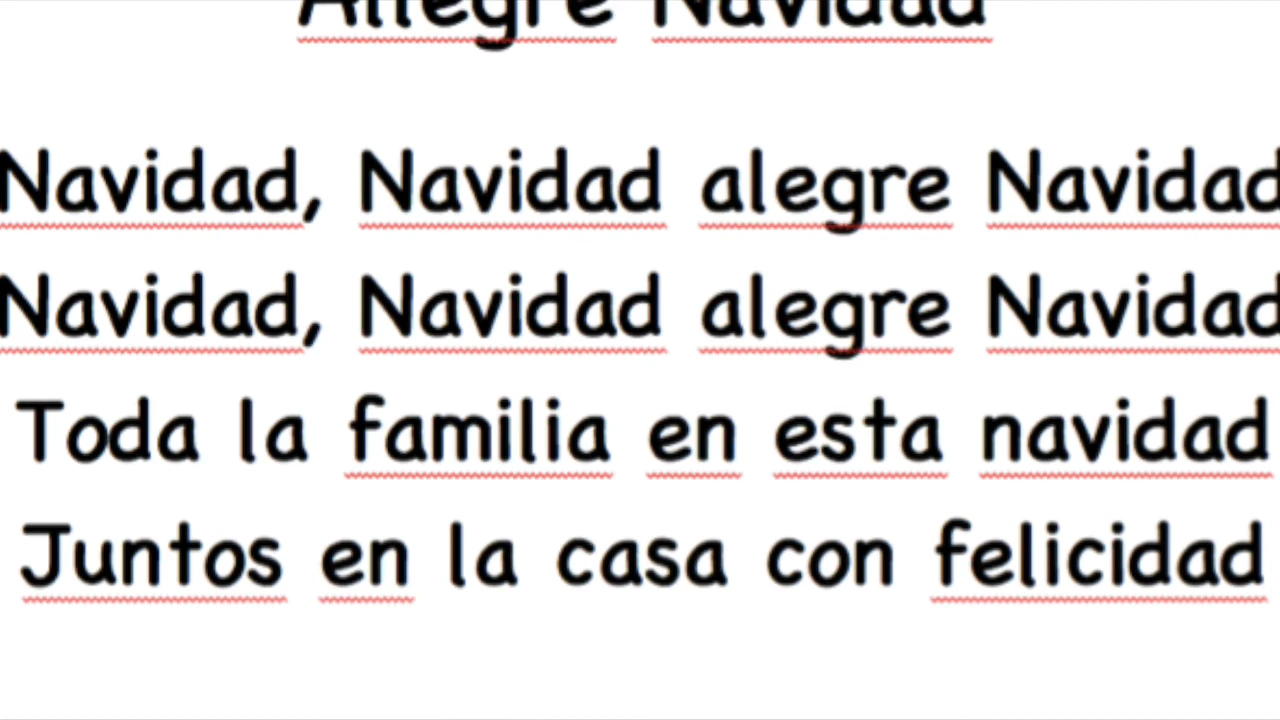 Allegre Navidad
Navidad, Navidad alegre Navidad
Navidad, Navidad alegre Navidad
Toda la familia en esta navidad
Juntos en la casa con felicidad